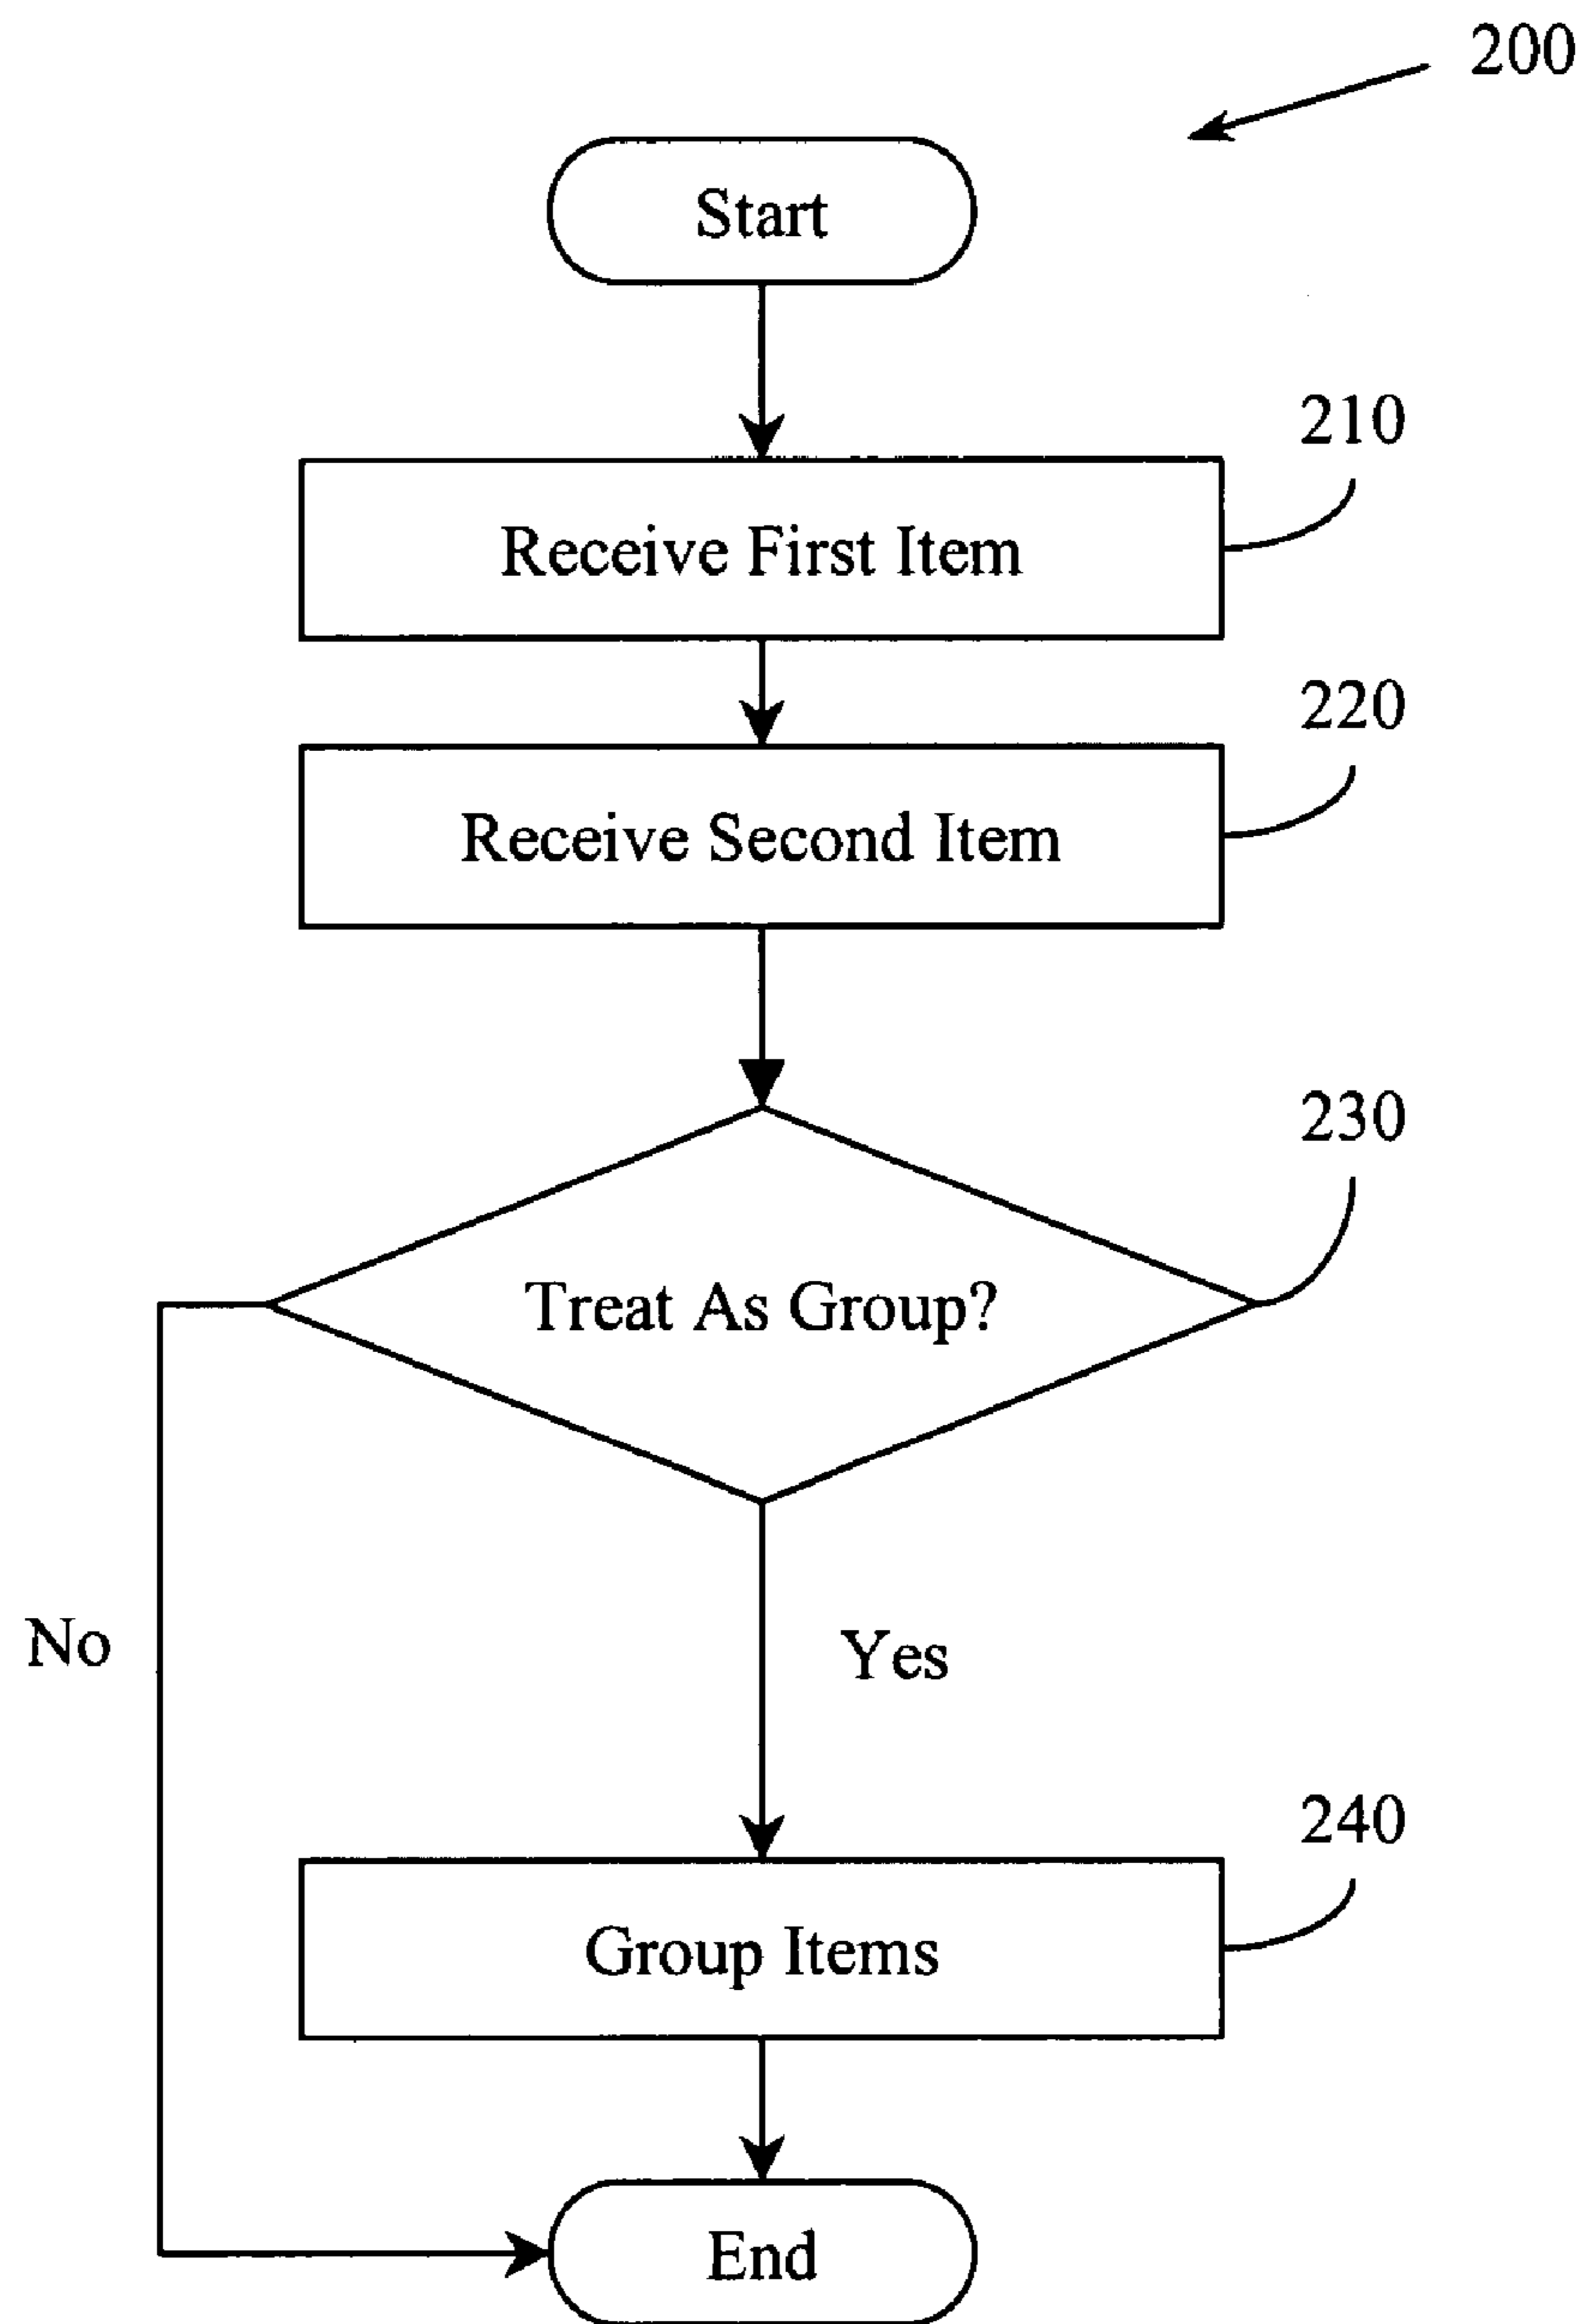 200
Start
210
Receive First Item
220
Receive Second Item
230
Treat As Group?
No
Yes
240
Group Items
End